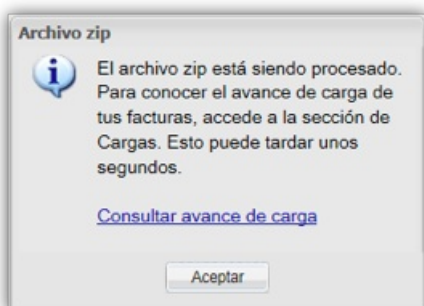 Archivo zip
El archivo zip está siendo procesado.
Para conocer el avance de carga de
tus facturas, accede a la sección de
Cargas. Esto puede tardar unos
segundos.
Consultar avance de carga
Aceptar